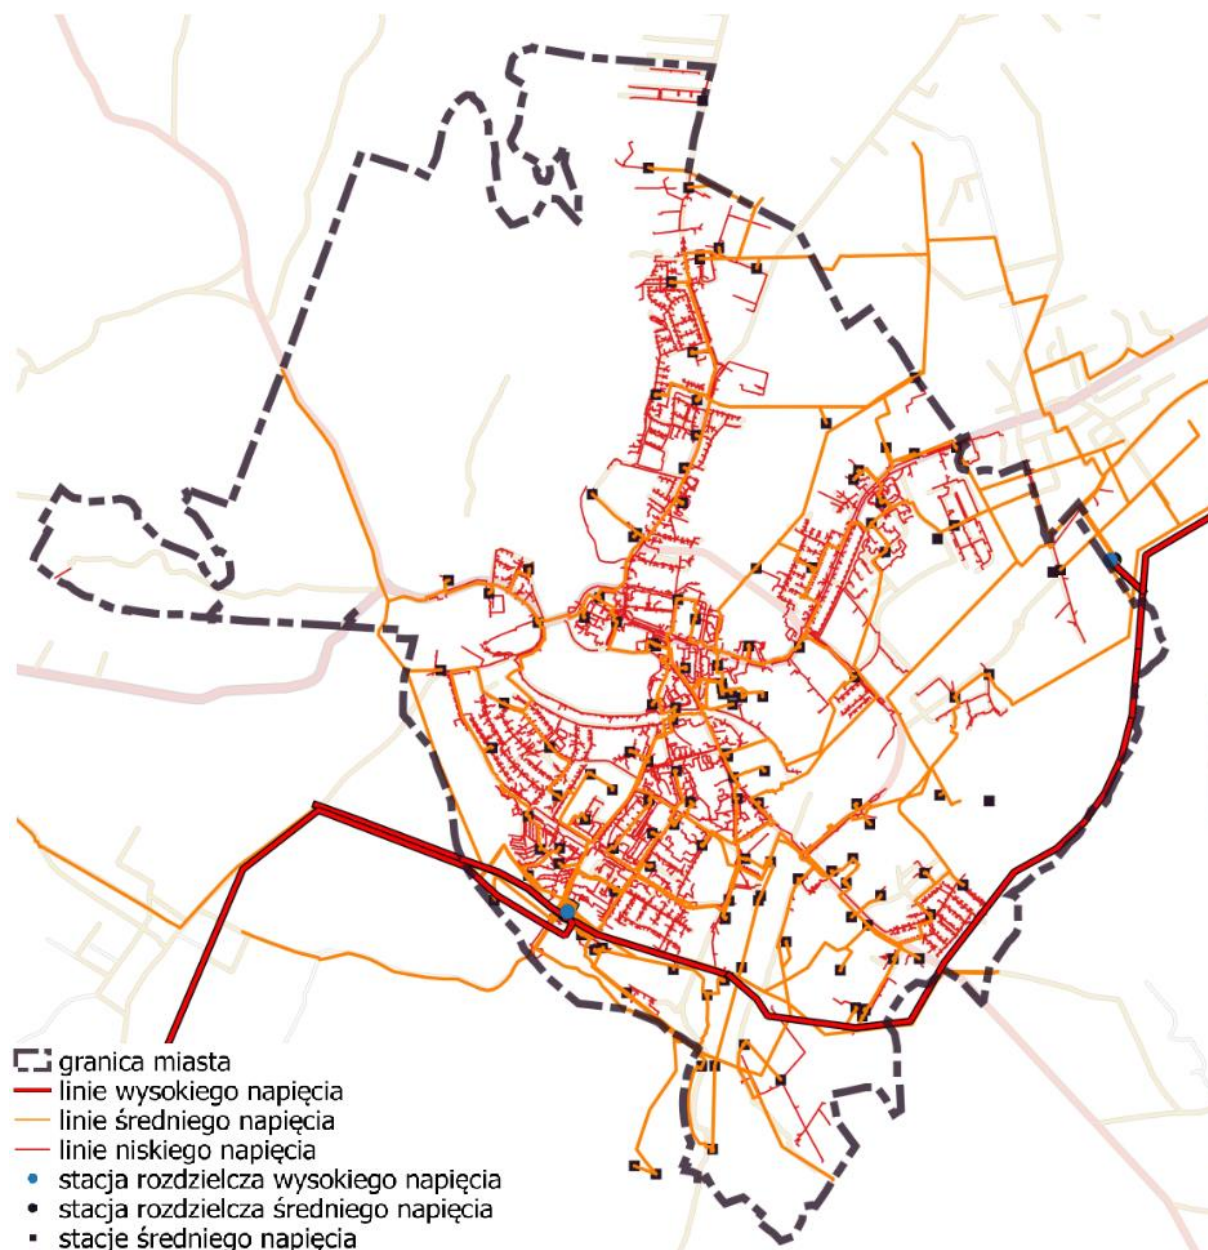 granica miasta
linie wysokiego napięcia
linie średniego napięcia
linie niskiego napięcia
stacja rozdzielcza wysokiego napięcia
stacja rozdzielcza średniego napięcia
stacje średniego napięcia